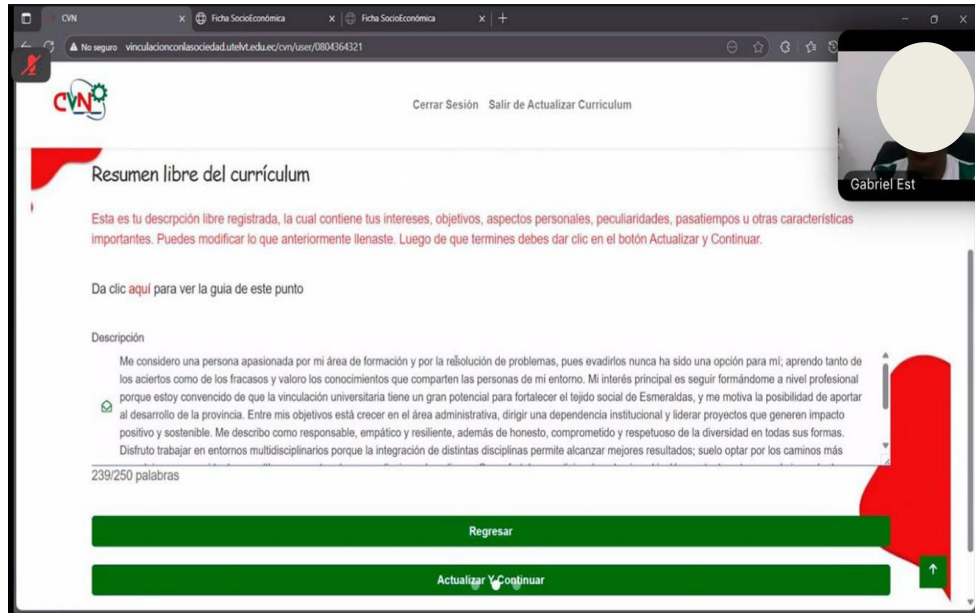 CVN
Ficha SocioEconómica
Ficha SocioEconómica
No seguro vinculacionconlasociedad.utelvt.edu.ec/cvn/user/0804364321
CVN
Cerrar Sesión Salir de Actualizar Curriculum
Gabriel Est
Resumen libre del currículum
Esta es tu descrpción libre registrada, la cual contiene tus intereses, objetivos, aspectos personales, peculiaridades, pasatiempos u otras características
importantes. Puedes modificar lo que anteriormente llenaste. Luego de que termines debes dar clic en el botón Actualizar y Continuar.
Da clic aquí para ver la guia de este punto
Descripción
Me considero una persona apasionada por mi área de formación y por la resolución de problemas, pues evadirlos nunca ha sido una opción para mí; aprendo tanto de
los aciertos como de los fracasos y valoro los conocimientos que comparten las personas de mi entorno. Mi interés principal es seguir formándome a nivel profesional
porque estoy convencido de que la vinculación universitaria tiene un gran potencial para fortalecer el tejido social de Esmeraldas, y me motiva la posibilidad de aportar
al desarrollo de la provincia. Entre mis objetivos está crecer en el área administrativa, dirigir una dependencia institucional y liderar proyectos que generen impacto
positivo y sostenible. Me describo como responsable, empático y resiliente, además de honesto, comprometido y respetuoso de la diversidad en todas sus formas.
Disfruto trabajar en entornos multidisciplinarios porque la integración de distintas disciplinas permite alcanzar mejores resultados; suelo optar por los caminos más
239/250 palabras
Regresar
Actualizar Y Continuar